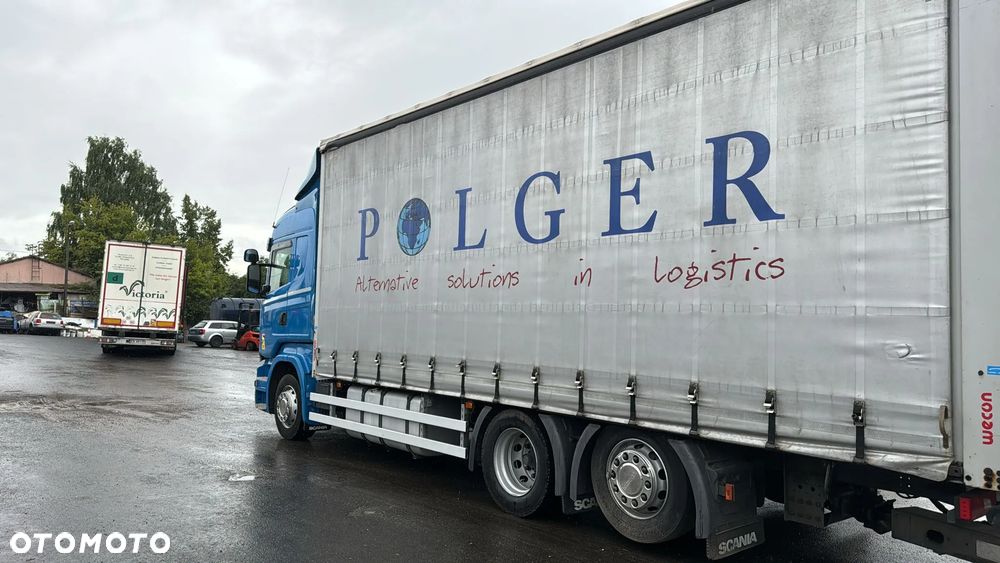 POLGER
Alternative solutions in Logistics
Victoria
wecon
SCANIA
SCANIA
OTOMOTO